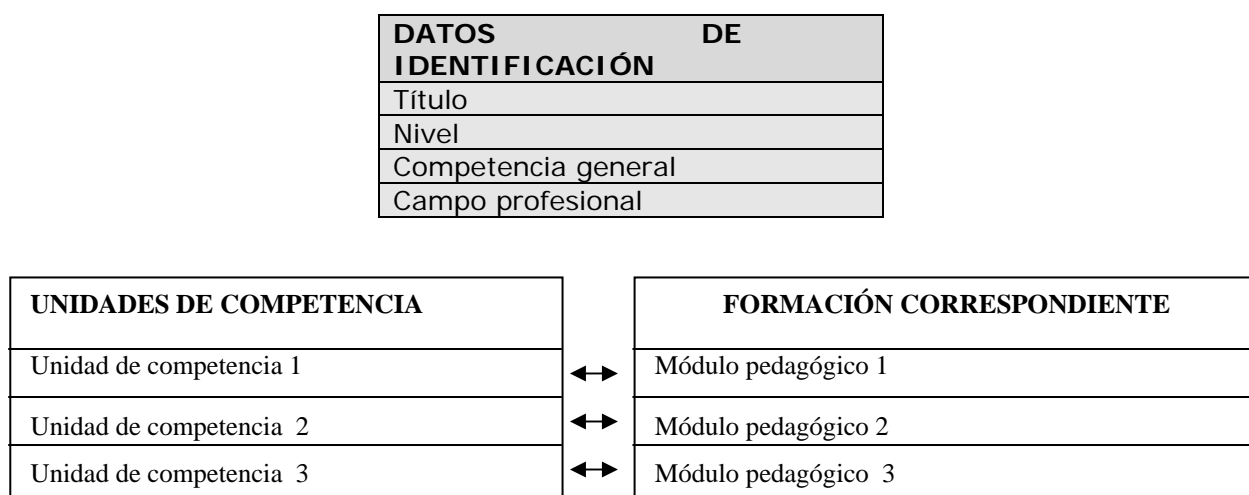 DATOS DE
IDENTIFICACIÓN
Título
Nivel
Competencia general
Campo profesional
UNIDADES DE COMPETENCIA
FORMACIÓN CORRESPONDIENTE
Unidad de competencia 1
Módulo pedagógico 1
Unidad de competencia 2
Módulo pedagógico 2
Unidad de competencia 3
Módulo pedagógico 3